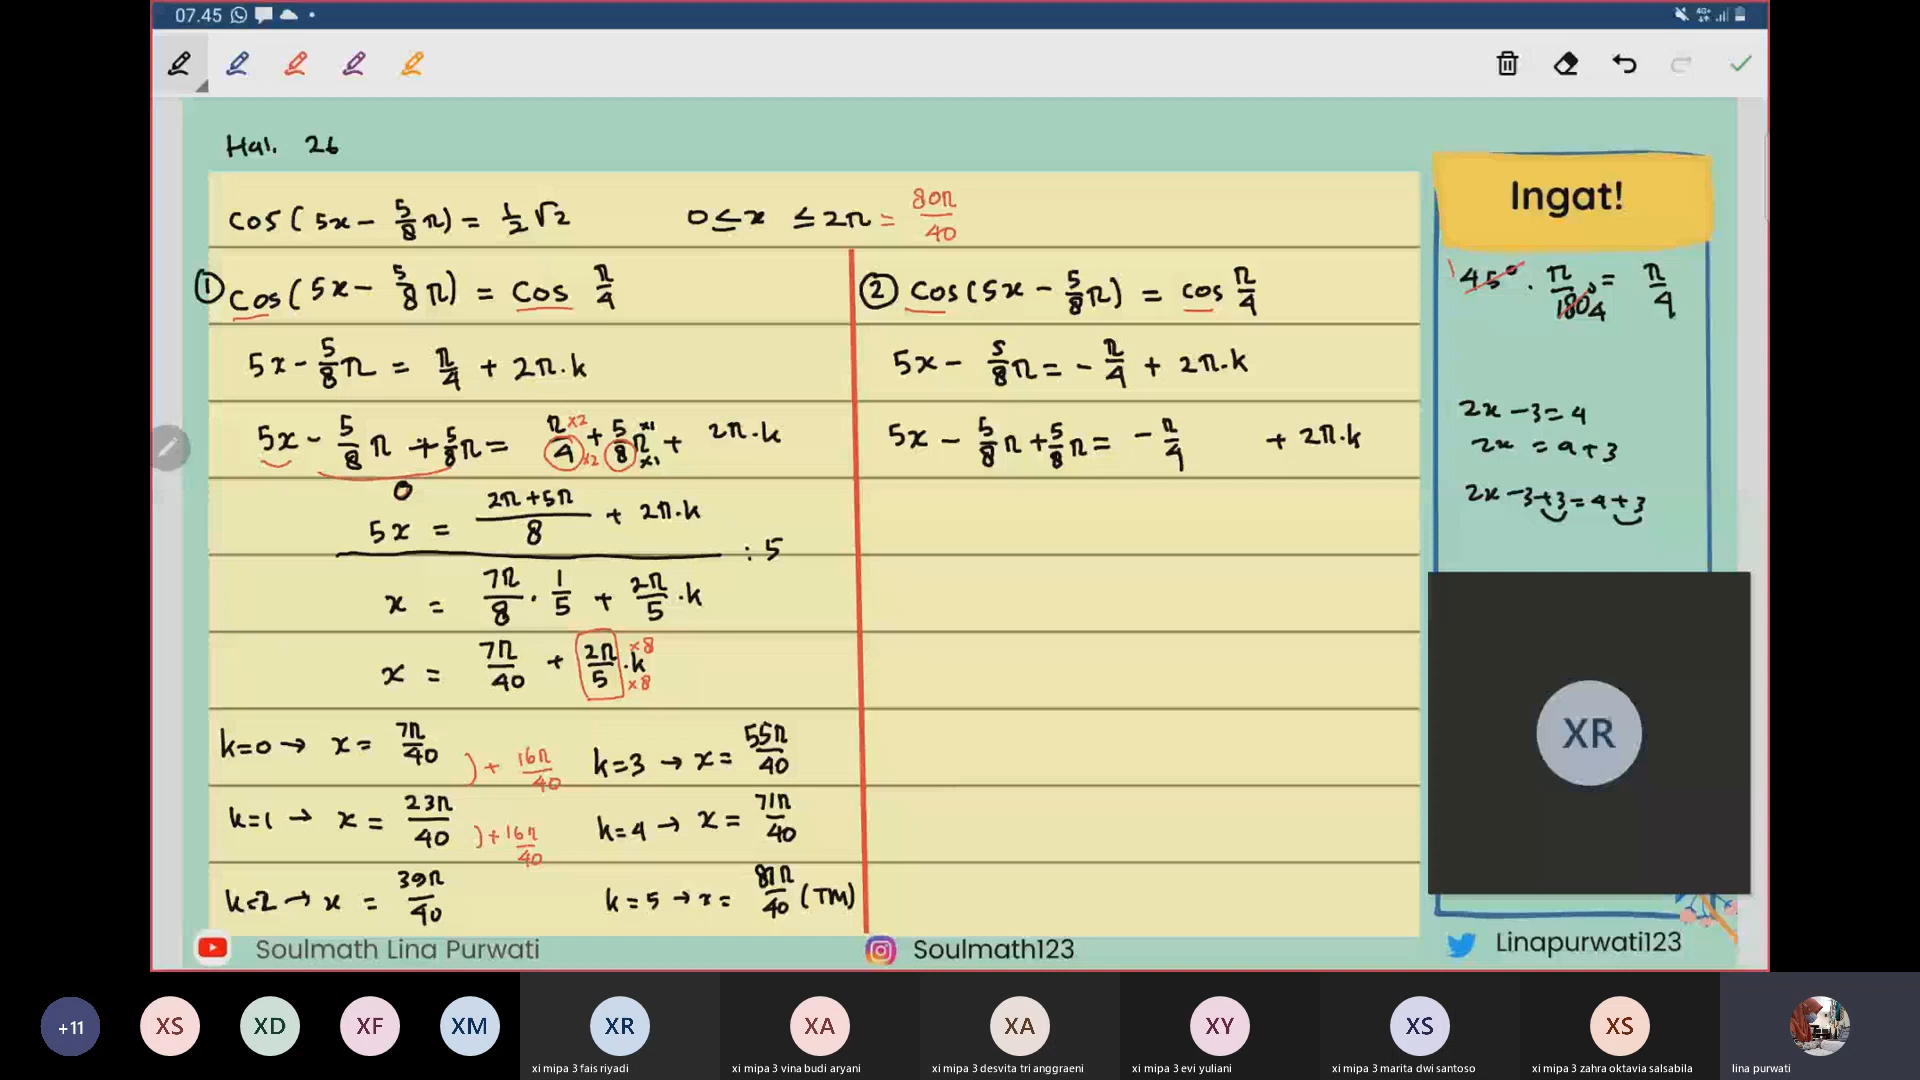 07.45
Hal. 26
cos(5x - 5/8 π) = 1/2 √2 0 ≤ x ≤ 2π = 80π/40
① Cos(5x - 5/8 π) = Cos π/4
5x - 5/8 π = π/4 + 2π.k
5x - 5/8 π + 5/8 π = π/4 ×2 ×2 + 5/8 π ×1 ×1 + 2π.k
0
5x = (2π + 5π)/8 + 2π.k
: 5
x = 7π/8 . 1/5 + 2π/5 .k
x = 7π/40 + 2π/5 .k ×8 ×8
k=0 → x = 7π/40 ) + 16π/40
k=1 → x = 23π/40 ) + 16π/40
k=2 → x = 39π/40
k=3 → x = 55π/40
k=4 → x = 71π/40
k=5 → x = 87π/40 (TM)
② Cos(5x - 5/8 π) = cos π/4
5x - 5/8 π = - π/4 + 2π.k
5x - 5/8 π + 5/8 π = - π/4 + 2π.k
Ingat!
1 45° . π/180° 4 = π/4
2x - 3 = 4
2x = 4 + 3
2x - 3 + 3 = 4 + 3
XR
Soulmath Lina Purwati
Soulmath123
Linapurwati123
+11
XS
XD
XF
XM
XR
xi mipa 3 fais riyadi
XA
xi mipa 3 vina budi aryani
XA
xi mipa 3 desvita tri anggraeni
XY
xi mipa 3 evi yuliani
XS
xi mipa 3 marita dwi santoso
XS
xi mipa 3 zahra oktavia salsabila
lina purwati